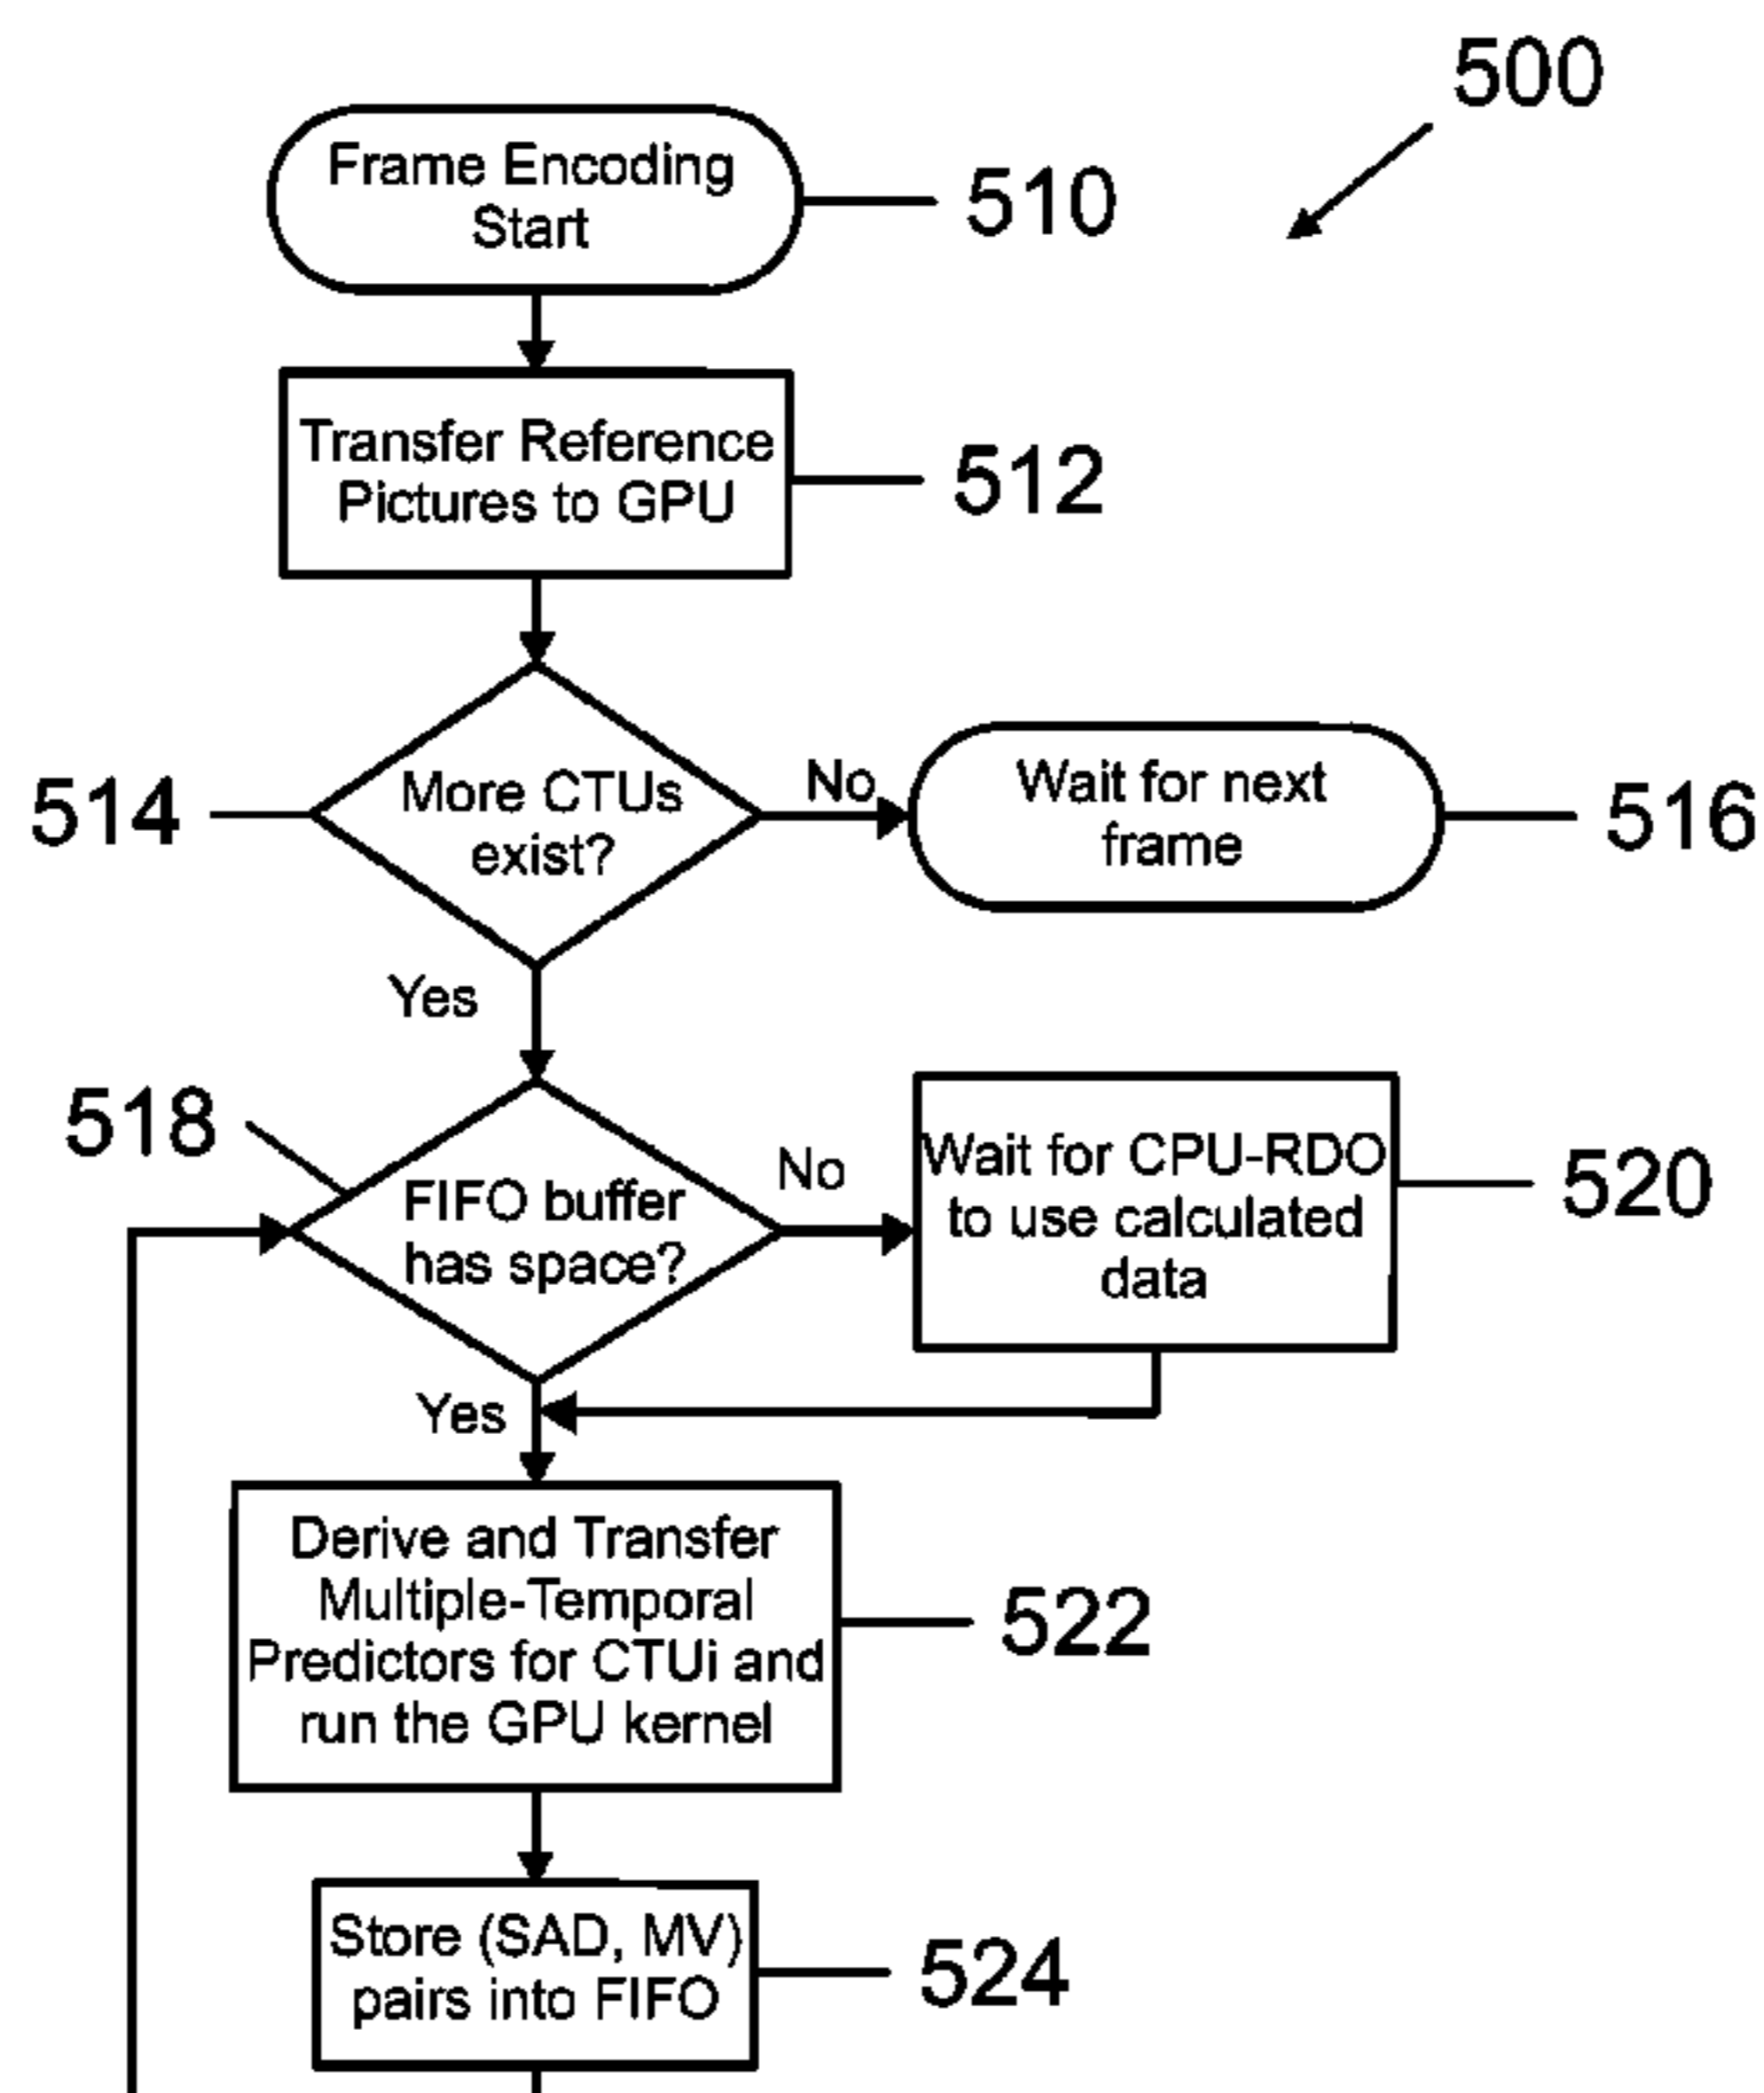 500
Frame Encoding
Start
510
Transfer Reference
Pictures to GPU
512
514
More CTUs
exist?
No
Wait for next
frame
516
Yes
518
FIFO buffer
has space?
No
Wait for CPU-RDO
to use calculated
data
520
Yes
Derive and Transfer
Multiple-Temporal
Predictors for CTUi and
run the GPU kernel
522
Store (SAD, MV)
pairs into FIFO
524